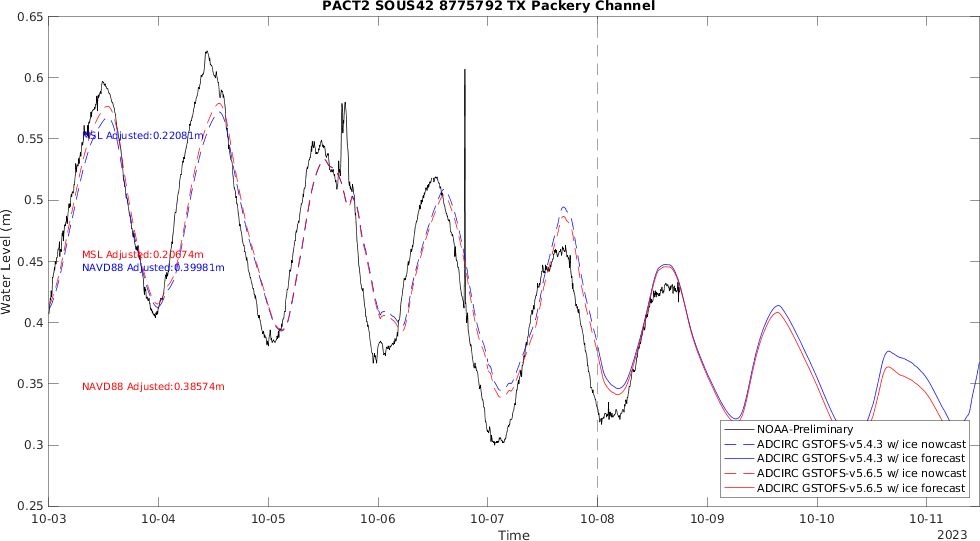 PACT2 SOUS42 8775792 TX Packery Channel
0.65
0.6
0.55
0.5
0.45
0.4
0.35
0.3
0.25
Water Level (m)
MSL Adjusted:0.22081m
MSL Adjusted:0.20674m
NAVD88 Adjusted:0.39981m
NAVD88 Adjusted:0.38574m
NOAA-Preliminary
ADCIRC GSTOFS-v5.4.3 w/ ice nowcast
ADCIRC GSTOFS-v5.4.3 w/ ice forecast
ADCIRC GSTOFS-v5.6.5 w/ ice nowcast
ADCIRC GSTOFS-v5.6.5 w/ ice forecast
10-03 10-04 10-05 10-06 10-07 10-08 10-09 10-10 10-11
Time
2023